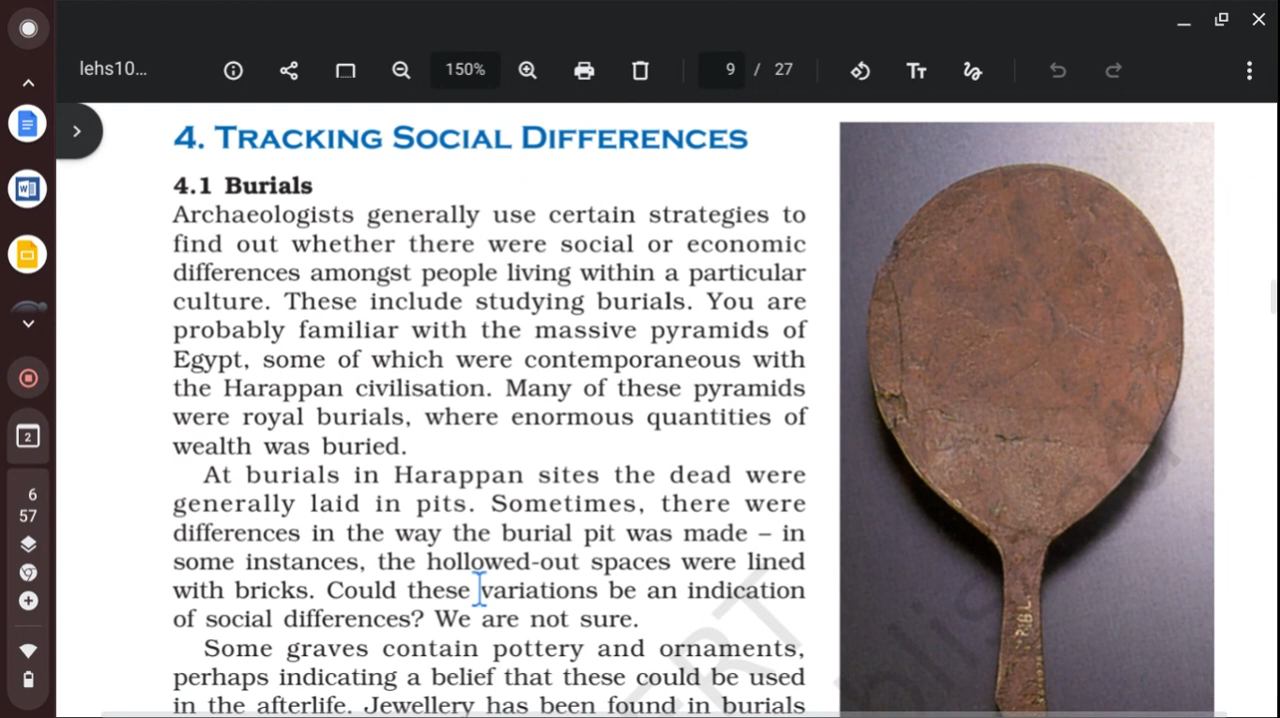 lehs10...
150%
9 / 27
4. TRACKING SOCIAL DIFFERENCES
4.1 Burials
Archaeologists generally use certain strategies to
find out whether there were social or economic
differences amongst people living within a particular
culture. These include studying burials. You are
probably familiar with the massive pyramids of
Egypt, some of which were contemporaneous with
the Harappan civilisation. Many of these pyramids
were royal burials, where enormous quantities of
wealth was buried.
At burials in Harappan sites the dead were
generally laid in pits. Sometimes, there were
differences in the way the burial pit was made – in
some instances, the hollowed-out spaces were lined
with bricks. Could these variations be an indication
of social differences? We are not sure.
Some graves contain pottery and ornaments,
perhaps indicating a belief that these could be used
in the afterlife. Jewellery has been found in burials
2
6
57